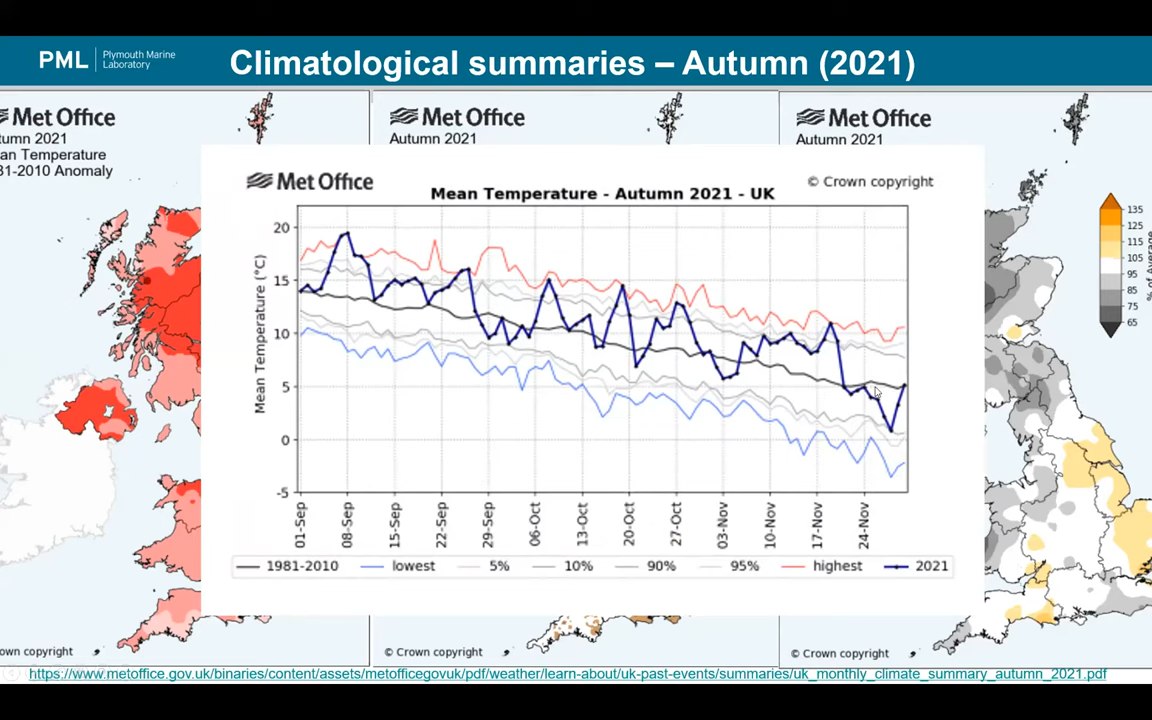 PML | Plymouth Marine
Laboratory
Climatological summaries – Autumn (2021)
Met Office
tumn 2021
an Temperature
31-2010 Anomaly
Met Office
Autumn 2021
Met Office
Autumn 2021
Met Office
© Crown copyright
Mean Temperature - Autumn 2021 - UK
Mean Temperature (°C)
20
15
10
5
0
-5
01-Sep
08-Sep
15-Sep
22-Sep
29-Sep
06-Oct
13-Oct
20-Oct
27-Oct
03-Nov
10-Nov
17-Nov
24-Nov
1981-2010 lowest 5% 10% 90% 95% highest 2021
135
125
115
105
95
85
75
65
% of Average
own copyright
© Crown copyright
© Crown copyright
https://www.metoffice.gov.uk/binaries/content/assets/metofficegovuk/pdf/weather/learn-about/uk-past-events/summaries/uk_monthly_climate_summary_autumn_2021.pdf